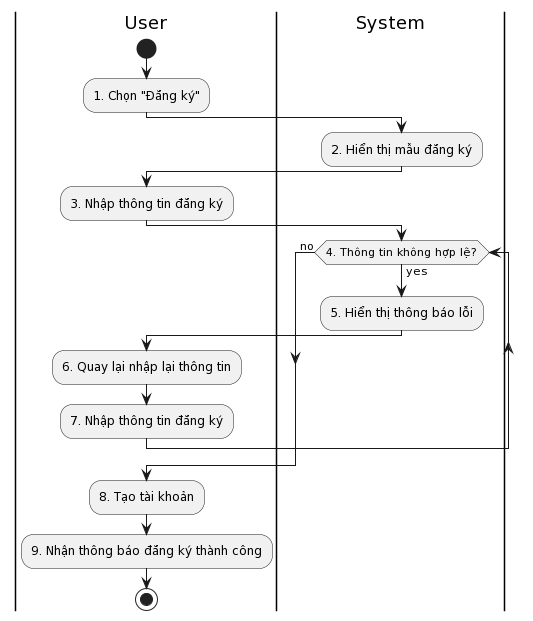 User
System
1. Chọn "Đăng ký"
2. Hiển thị mẫu đăng ký
3. Nhập thông tin đăng ký
no
4. Thông tin không hợp lệ?
yes
5. Hiển thị thông báo lỗi
6. Quay lại nhập lại thông tin
7. Nhập thông tin đăng ký
8. Tạo tài khoản
9. Nhận thông báo đăng ký thành công